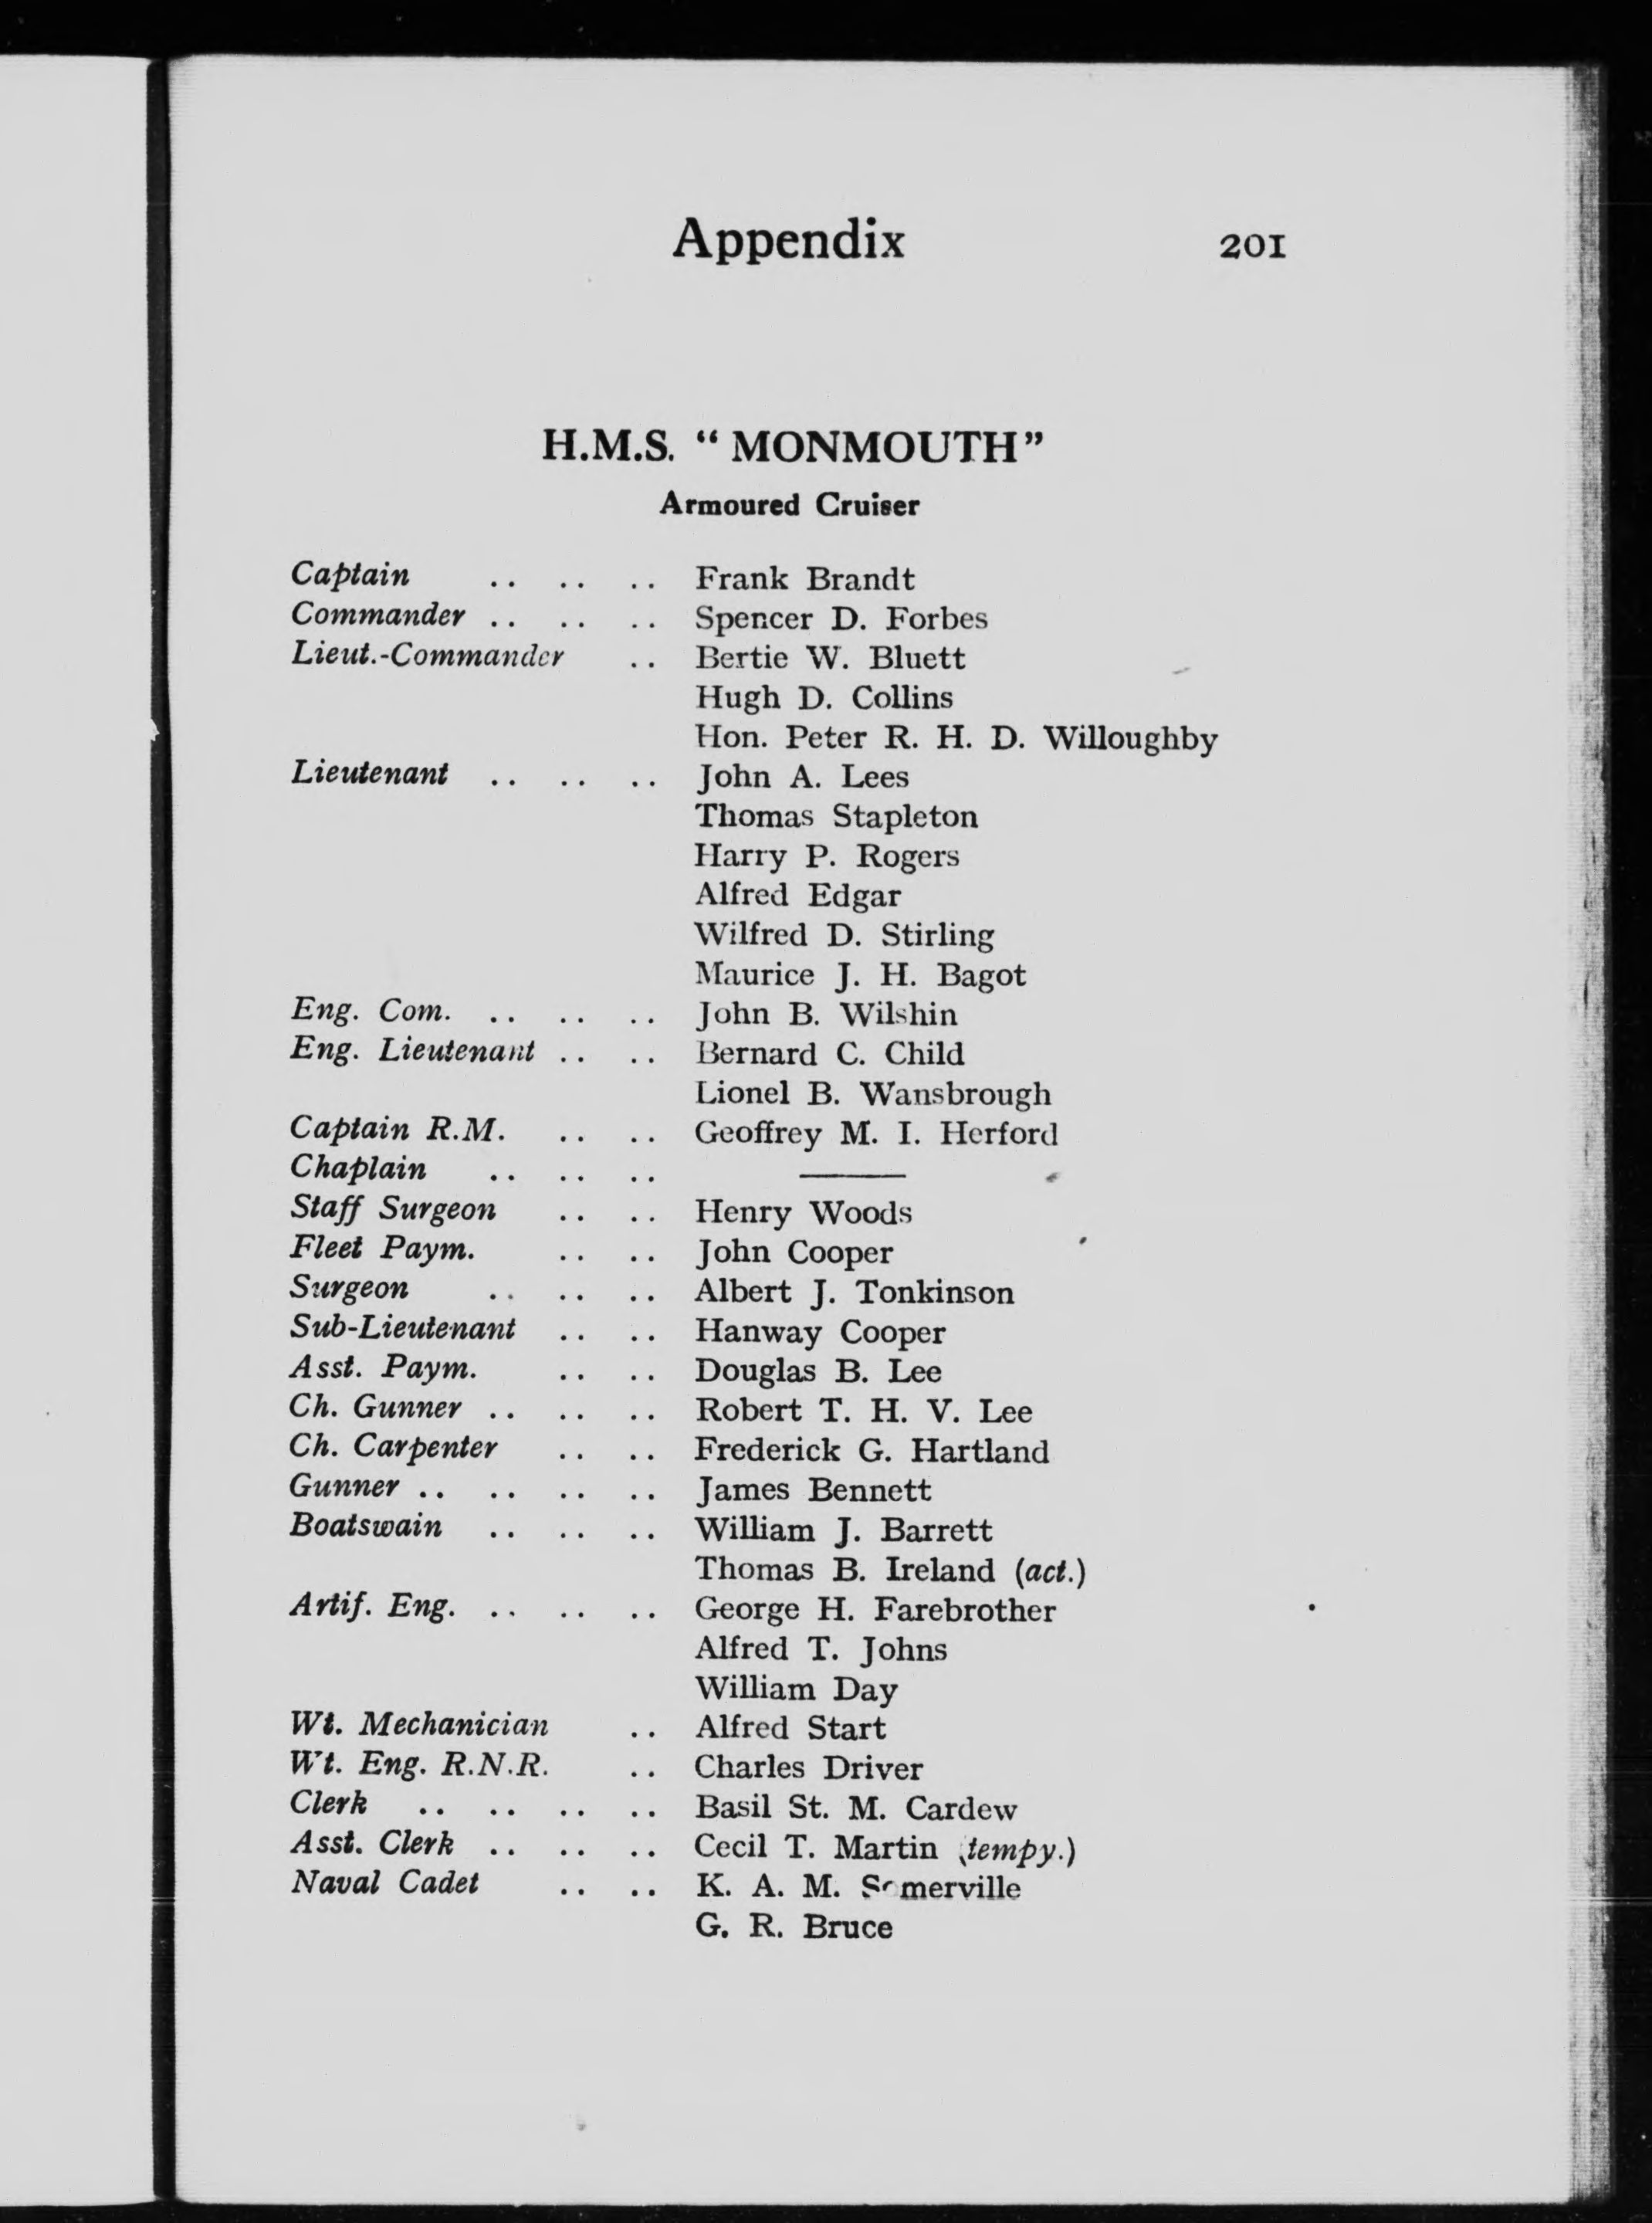 Appendix 201
H.M.S. “ MONMOUTH”
Armoured Cruiser
Captain .. .. .. Frank Brandt
Commander .. .. .. Spencer D. Forbes
Lieut.-Commander .. Bertie W. Bluett
Hugh D. Collins
Hon. Peter R. H. D. Willoughby
Lieutenant .. .. .. John A. Lees
Thomas Stapleton
Harry P. Rogers
Alfred Edgar
Wilfred D. Stirling
Maurice J. H. Bagot
Eng. Com. .. .. .. John B. Wilshin
Eng. Lieutenant .. .. Bernard C. Child
Lionel B. Wansbrough
Captain R.M. .. .. Geoffrey M. I. Herford
Chaplain .. .. .. ———
Staff Surgeon .. .. Henry Woods
Fleet Paym. .. .. John Cooper
Surgeon .. .. .. Albert J. Tonkinson
Sub-Lieutenant .. .. Hanway Cooper
Asst. Paym. .. .. Douglas B. Lee
Ch. Gunner .. .. .. Robert T. H. V. Lee
Ch. Carpenter .. .. Frederick G. Hartland
Gunner .. .. .. .. James Bennett
Boatswain .. .. .. William J. Barrett
Thomas B. Ireland (act.)
Artif. Eng. .. .. .. George H. Farebrother
Alfred T. Johns
William Day
Wt. Mechanician .. Alfred Start
Wt. Eng. R.N.R. .. Charles Driver
Clerk .. .. .. .. Basil St. M. Cardew
Asst. Clerk .. .. .. Cecil T. Martin (tempy.)
Naval Cadet .. .. K. A. M. Somerville
G. R. Bruce